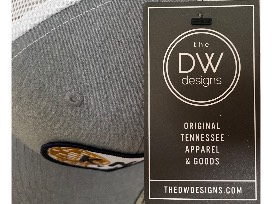 the
DW
designs
ORIGINAL
TENNESSEE
APPAREL
& GOODS
THEDWDESIGNS.COM